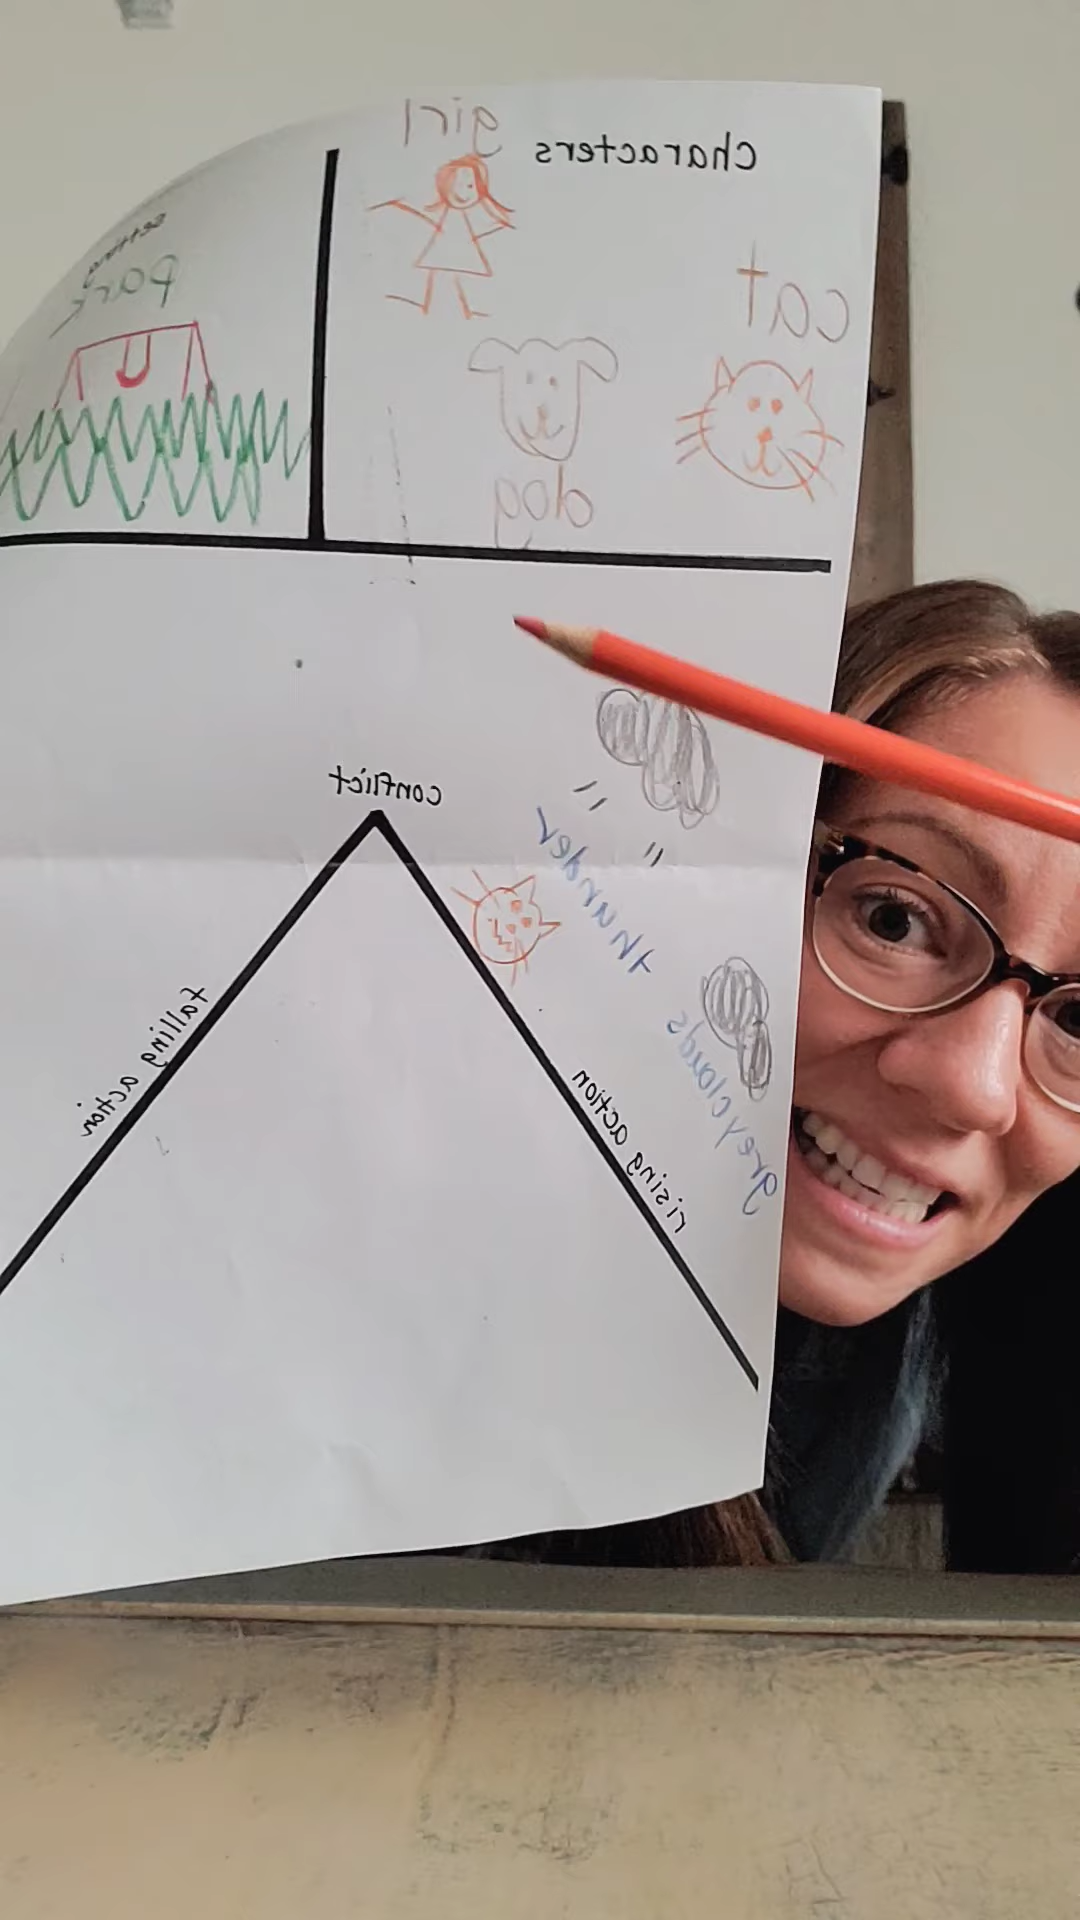 Characters
girl
cat
dog
setting
park
conflict
thunder
grey clouds
rising action
falling action